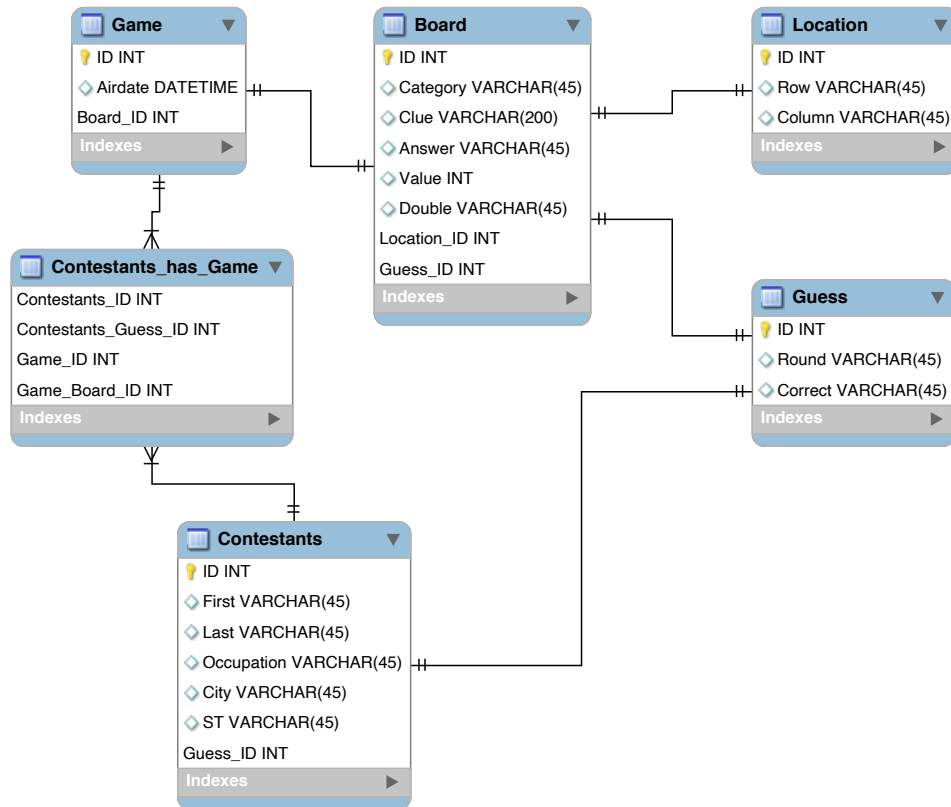 Game
ID INT
Airdate DATETIME
Board_ID INT
Indexes
Board
ID INT
Category VARCHAR(45)
Clue VARCHAR(200)
Answer VARCHAR(45)
Value INT
Double VARCHAR(45)
Location_ID INT
Guess_ID INT
Indexes
Location
ID INT
Row VARCHAR(45)
Column VARCHAR(45)
Indexes
Contestants_has_Game
Contestants_ID INT
Contestants_Guess_ID INT
Game_ID INT
Game_Board_ID INT
Indexes
Guess
ID INT
Round VARCHAR(45)
Correct VARCHAR(45)
Indexes
Contestants
ID INT
First VARCHAR(45)
Last VARCHAR(45)
Occupation VARCHAR(45)
City VARCHAR(45)
ST VARCHAR(45)
Guess_ID INT
Indexes